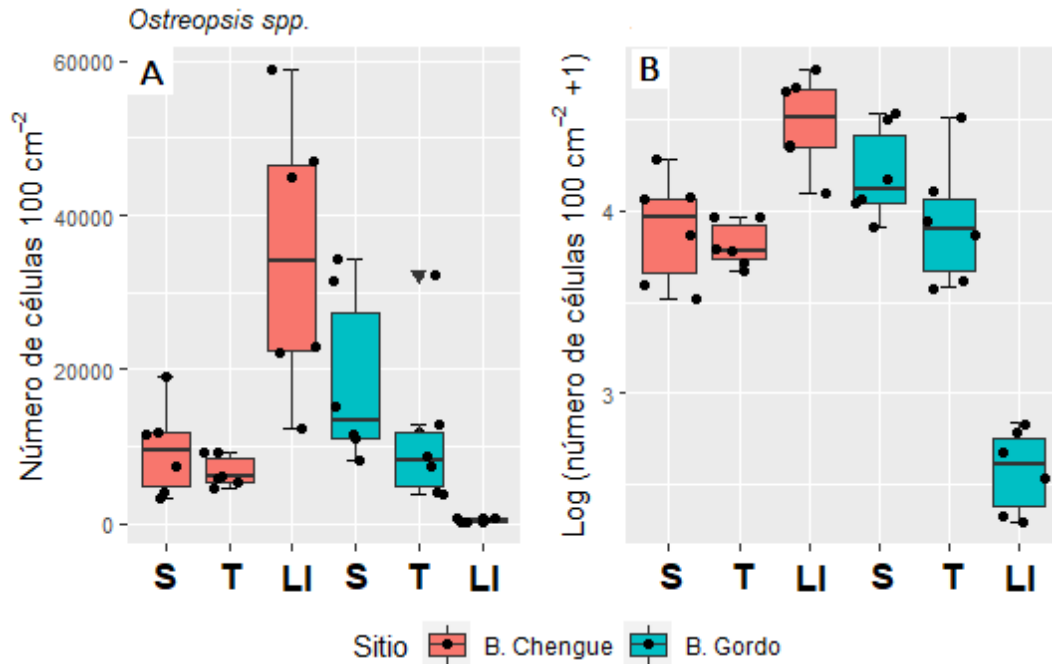 Ostreopsis spp.
A
Número de células 100 cm⁻²
60000
40000
20000
0
S T LI S T LI
B
Log (número de células 100 cm⁻² +1)
4
3
S T LI S T LI
Sitio B. Chengue B. Gordo